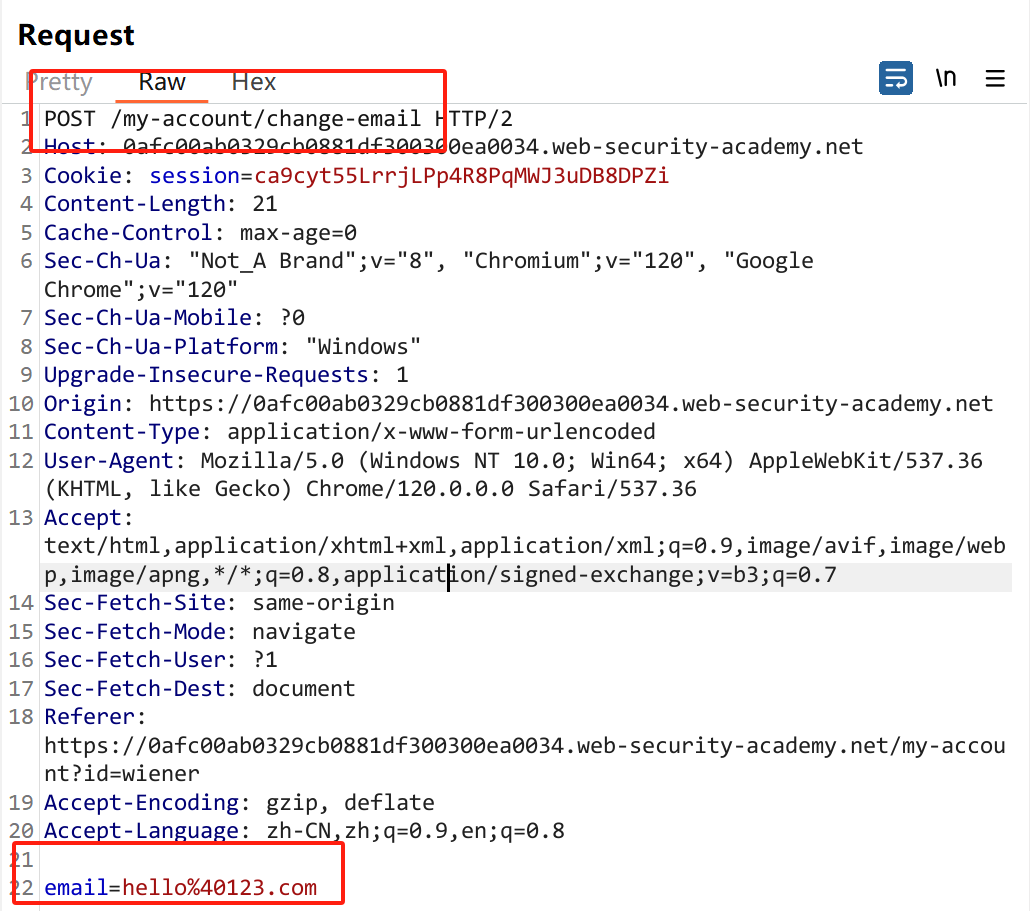 Request
Pretty Raw Hex \n
1 POST /my-account/change-email HTTP/2
2 Host: 0afc00ab0329cb0881df300300ea0034.web-security-academy.net
3 Cookie: session=ca9cyt55LrrjLPp4R8PqMWJ3uDB8DPZi
4 Content-Length: 21
5 Cache-Control: max-age=0
6 Sec-Ch-Ua: "Not_A Brand";v="8", "Chromium";v="120", "Google
Chrome";v="120"
7 Sec-Ch-Ua-Mobile: ?0
8 Sec-Ch-Ua-Platform: "Windows"
9 Upgrade-Insecure-Requests: 1
10 Origin: https://0afc00ab0329cb0881df300300ea0034.web-security-academy.net
11 Content-Type: application/x-www-form-urlencoded
12 User-Agent: Mozilla/5.0 (Windows NT 10.0; Win64; x64) AppleWebKit/537.36
(KHTML, like Gecko) Chrome/120.0.0.0 Safari/537.36
13 Accept:
text/html,application/xhtml+xml,application/xml;q=0.9,image/avif,image/web
p,image/apng,*/*;q=0.8,application/signed-exchange;v=b3;q=0.7
14 Sec-Fetch-Site: same-origin
15 Sec-Fetch-Mode: navigate
16 Sec-Fetch-User: ?1
17 Sec-Fetch-Dest: document
18 Referer:
https://0afc00ab0329cb0881df300300ea0034.web-security-academy.net/my-accou
nt?id=wiener
19 Accept-Encoding: gzip, deflate
20 Accept-Language: zh-CN,zh;q=0.9,en;q=0.8
21
22 email=hello%40123.com